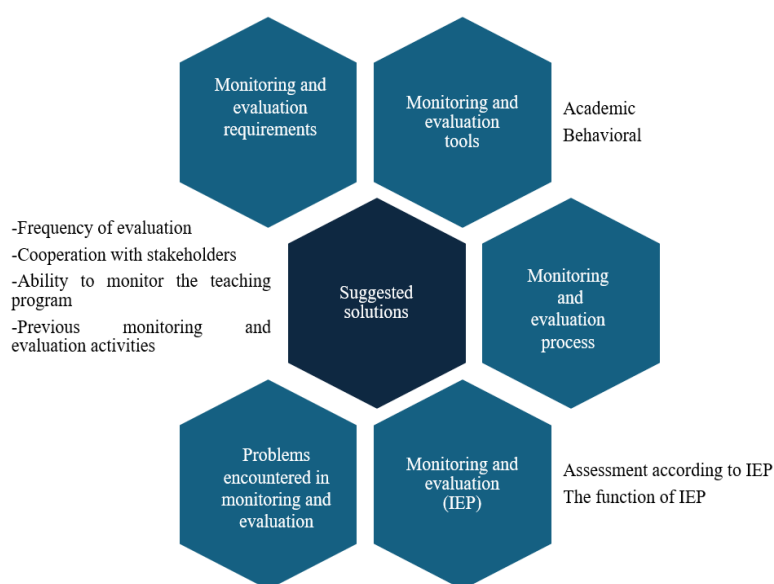 Monitoring and
evaluation
requirements
Monitoring and
evaluation
tools
Academic
Behavioral
-Frequency of evaluation
-Cooperation with stakeholders
-Ability to monitor the teaching
program
-Previous monitoring and
evaluation activities
Suggested
solutions
Monitoring
and
evaluation
process
Problems
encountered in
monitoring and
evaluation
Monitoring and
evaluation
(IEP)
Assessment according to IEP
The function of IEP